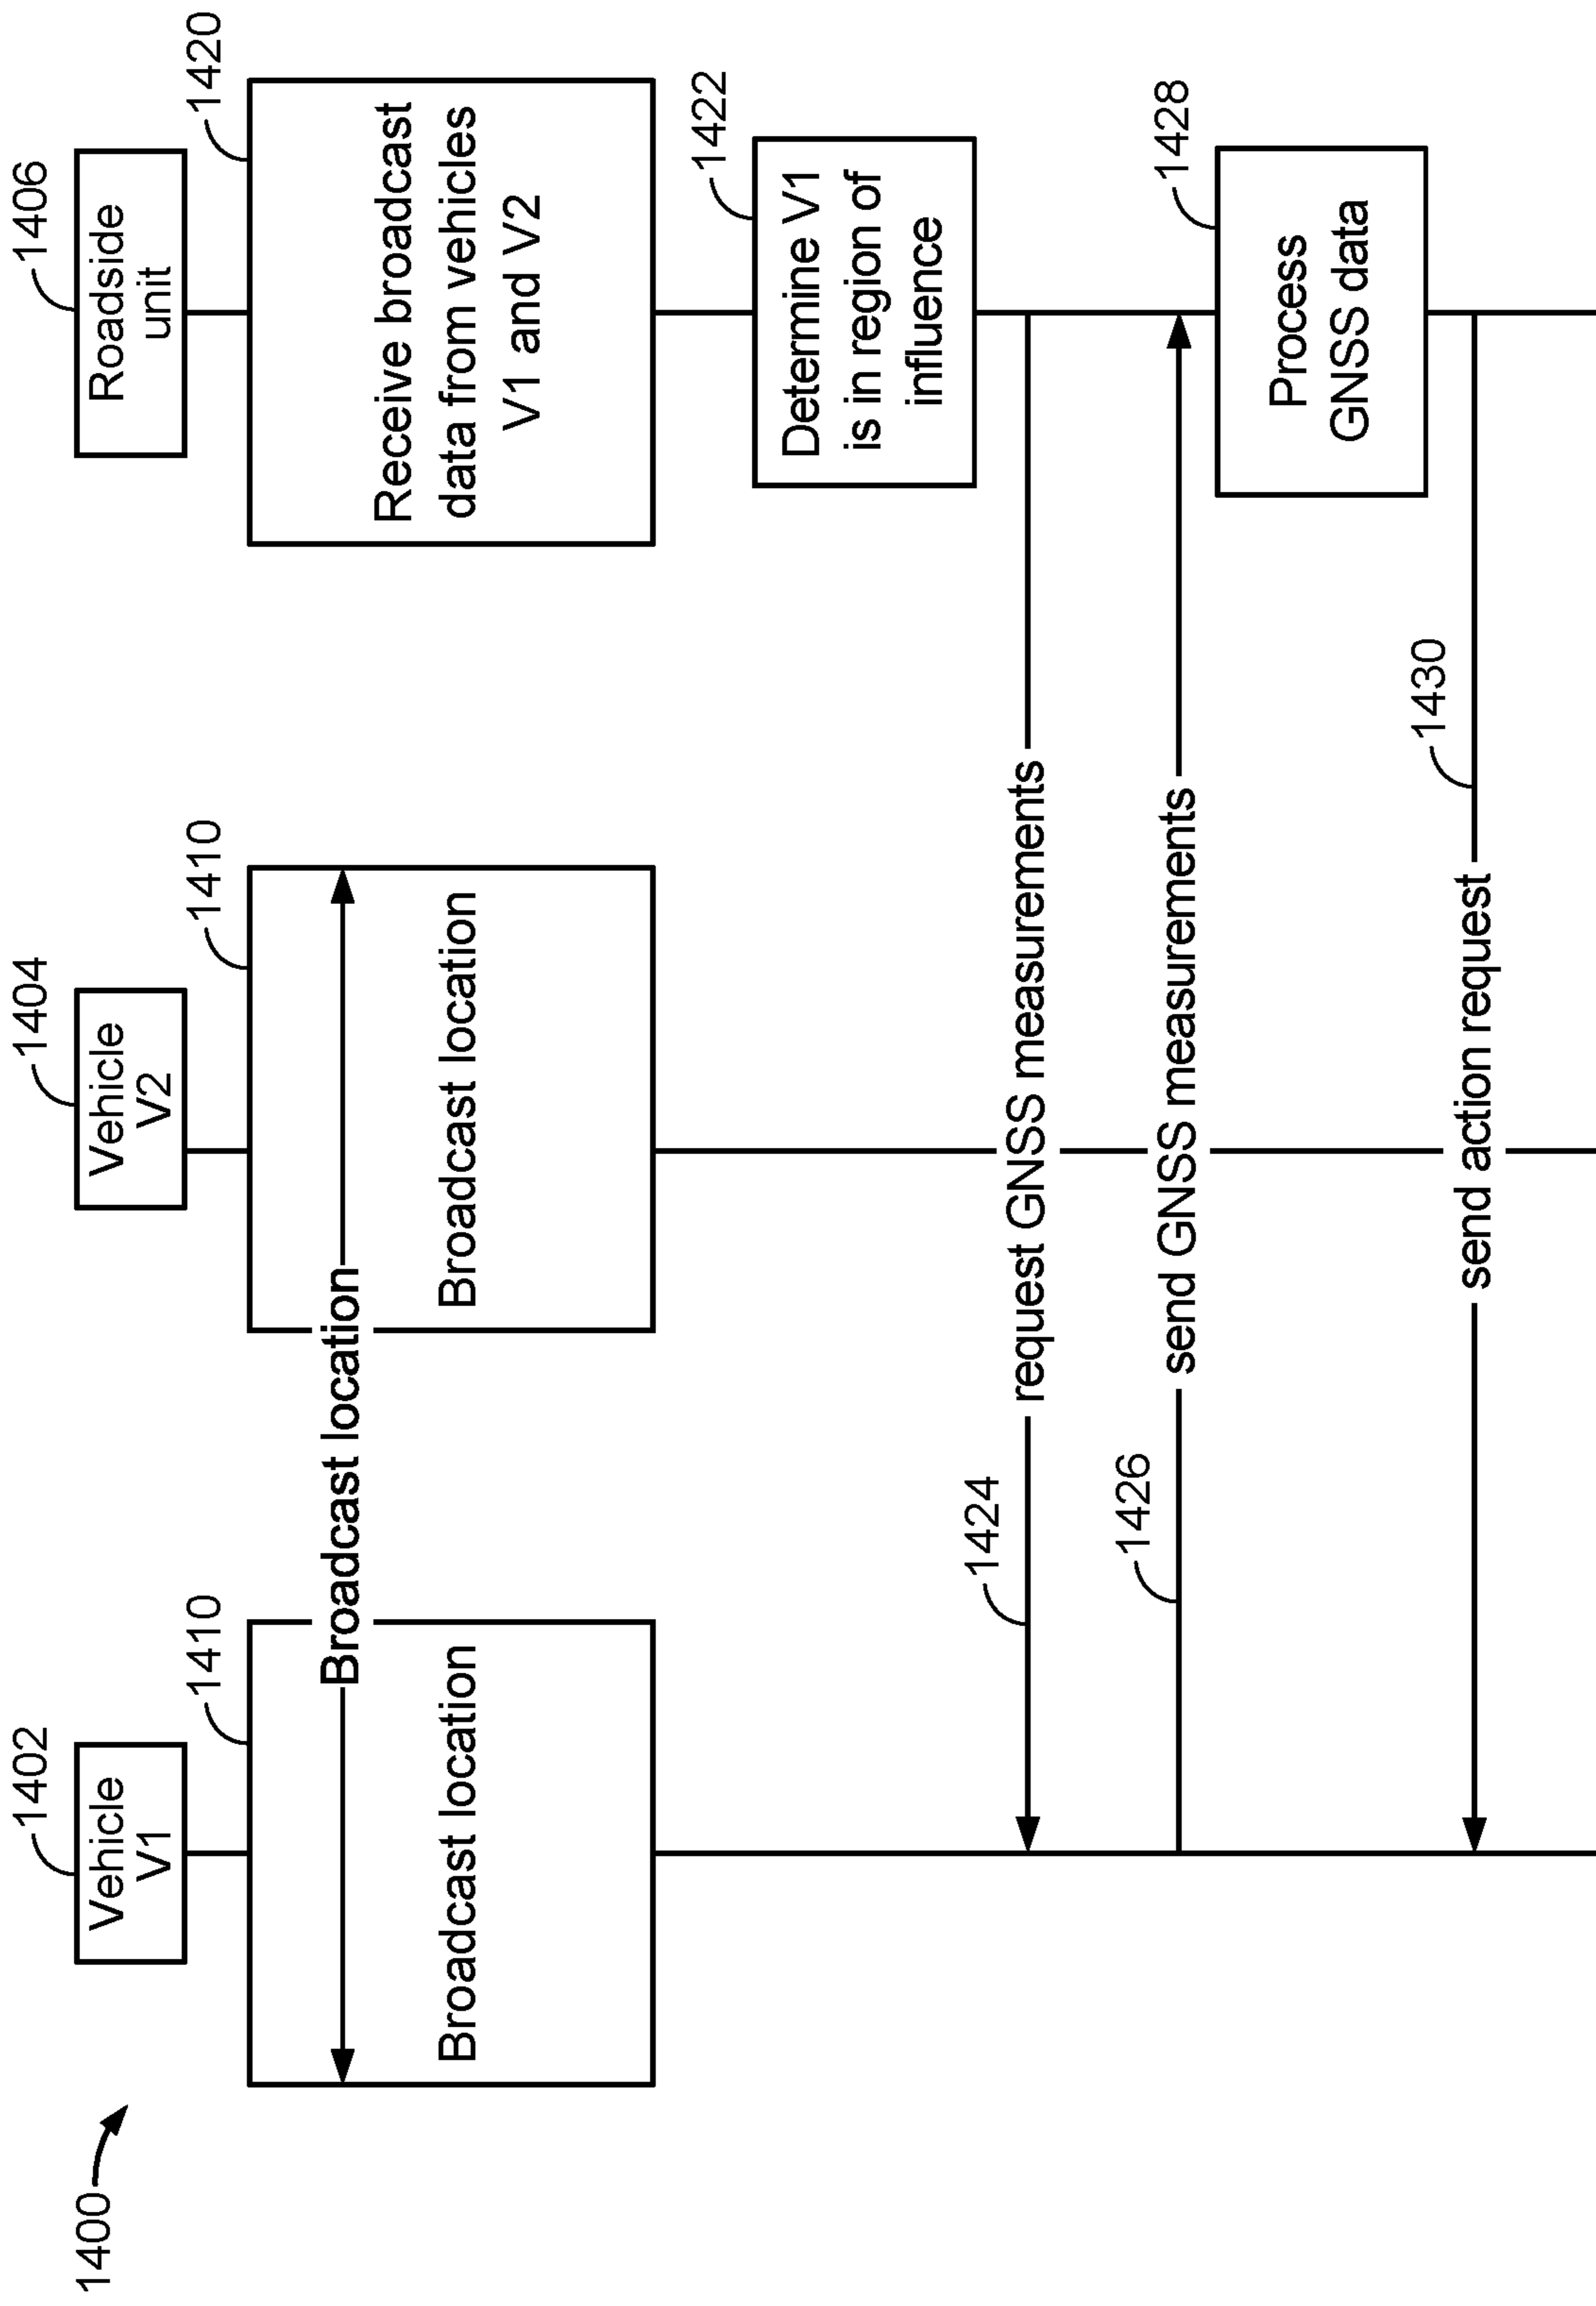 1400
1402
Vehicle
V1
1404
Vehicle
V2
1406
Roadside
unit
1410
Broadcast location
Broadcast location
1410
Broadcast location
1420
Receive broadcast
data from vehicles
V1 and V2
1422
Determine V1
is in region of
influence
1424
request GNSS measurements
1426
send GNSS measurements
1428
Process
GNSS data
1430
send action request